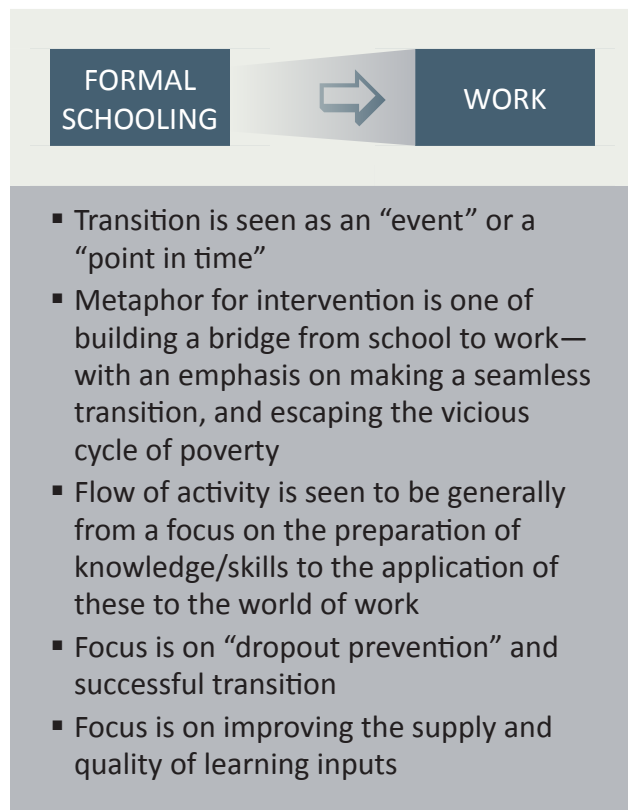 FORMAL
SCHOOLING
WORK
▪ Transition is seen as an “event” or a
“point in time”
▪ Metaphor for intervention is one of
building a bridge from school to work—
with an emphasis on making a seamless
transition, and escaping the vicious
cycle of poverty
▪ Flow of activity is seen to be generally
from a focus on the preparation of
knowledge/skills to the application of
these to the world of work
▪ Focus is on “dropout prevention” and
successful transition
▪ Focus is on improving the supply and
quality of learning inputs